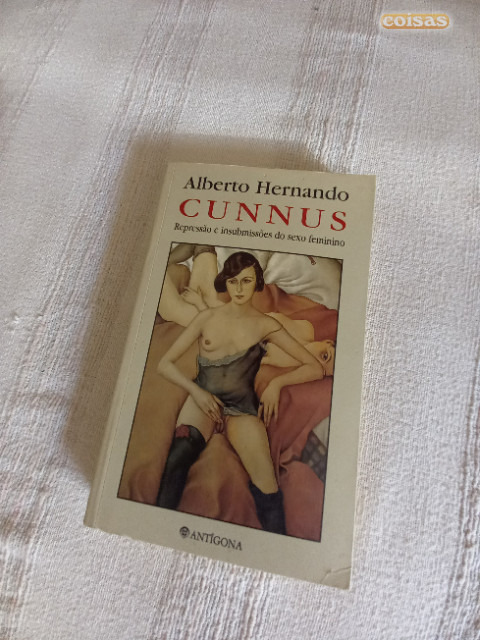 coisas
Alberto Hernando
CUNNUS
Repressão e insubmissões do sexo feminino
ANTÍGONA